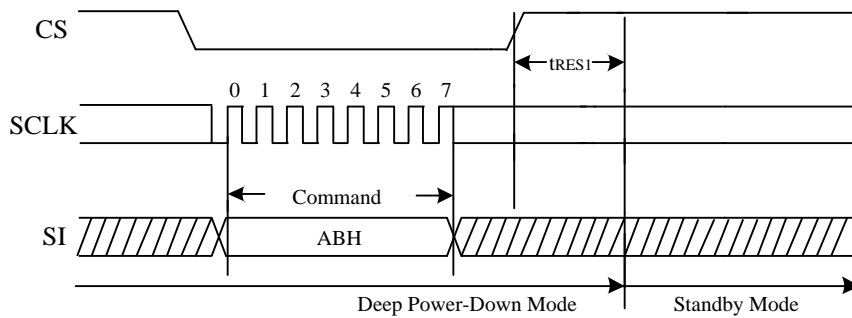 CS
tRES1
0 1 2 3 4 5 6 7
SCLK
Command
SI
ABH
Deep Power-Down Mode Standby Mode